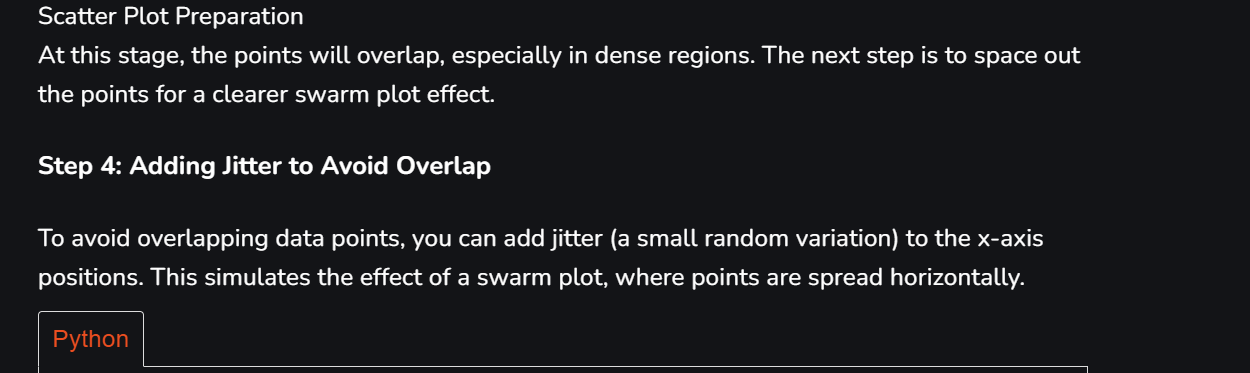 Scatter Plot Preparation
At this stage, the points will overlap, especially in dense regions. The next step is to space out
the points for a clearer swarm plot effect.
Step 4: Adding Jitter to Avoid Overlap
To avoid overlapping data points, you can add jitter (a small random variation) to the x-axis
positions. This simulates the effect of a swarm plot, where points are spread horizontally.
Python